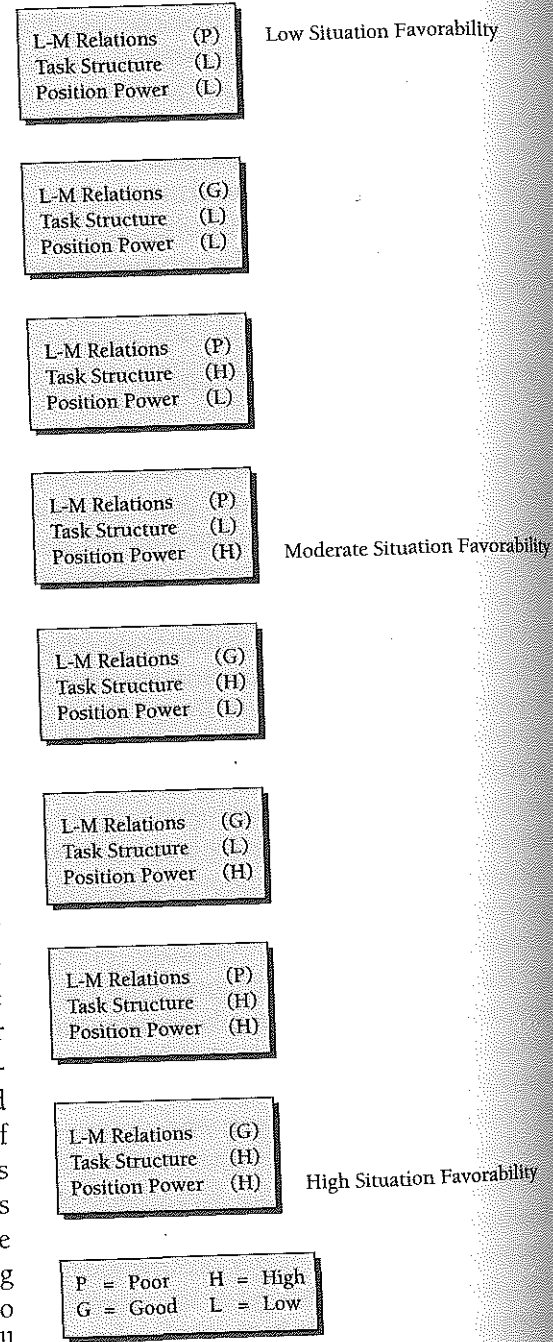 L-M Relations (P)
Task Structure (L)
Position Power (L)
Low Situation Favorability
L-M Relations (G)
Task Structure (L)
Position Power (L)
L-M Relations (P)
Task Structure (H)
Position Power (L)
L-M Relations (P)
Task Structure (L)
Position Power (H)
Moderate Situation Favorability
L-M Relations (G)
Task Structure (H)
Position Power (L)
L-M Relations (G)
Task Structure (L)
Position Power (H)
L-M Relations (P)
Task Structure (H)
Position Power (H)
L-M Relations (G)
Task Structure (H)
Position Power (H)
High Situation Favorability
P = Poor H = High
G = Good L = Low